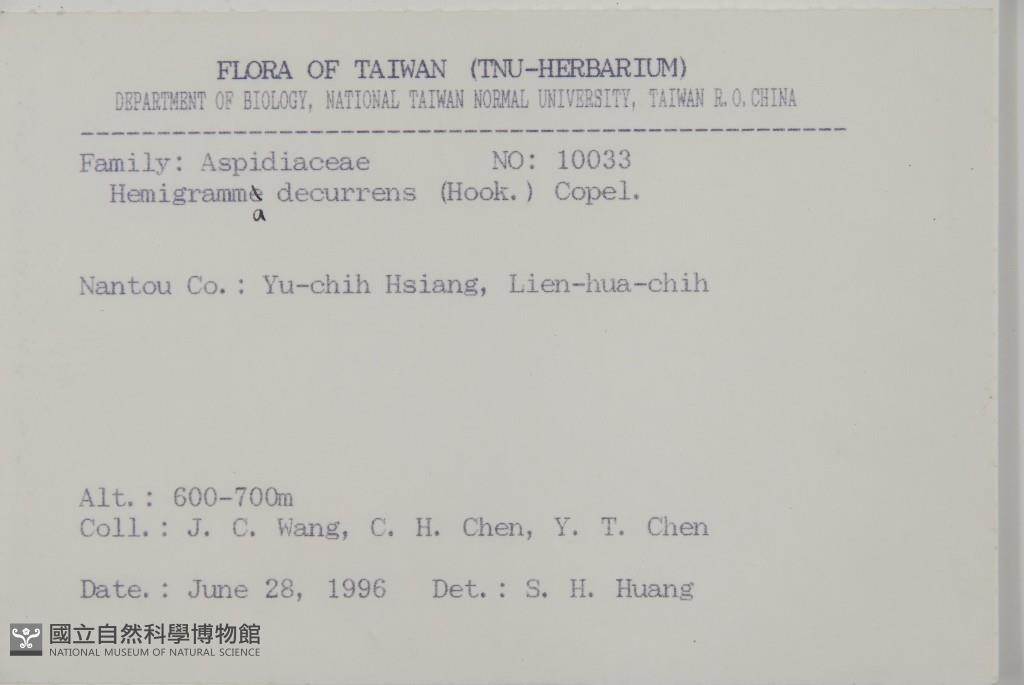 FLORA OF TAIWAN (TNU-HERBARIUM)
DEPARTMENT OF BIOLOGY, NATIONAL TAIWAN NORMAL UNIVERSITY, TAIWAN R.O.CHINA
Family: Aspidiaceae NO: 10033
Hemigramma decurrens (Hook.) Copel.
Nantou Co.: Yu-chih Hsiang, Lien-hua-chih
Alt.: 600-700m
Coll.: J. C. Wang, C. H. Chen, Y. T. Chen
Date.: June 28, 1996 Det.: S. H. Huang
國立自然科學博物館
NATIONAL MUSEUM OF NATURAL SCIENCE